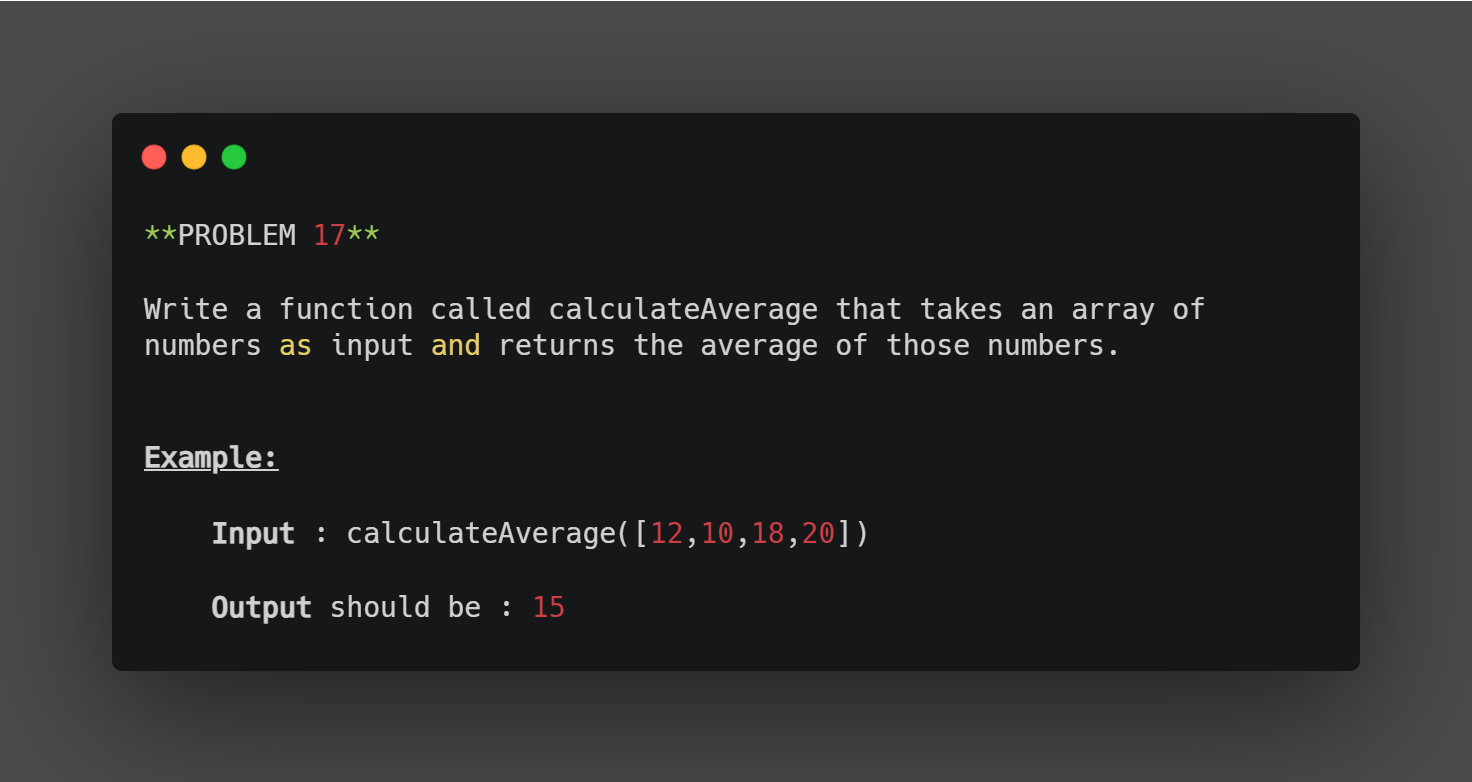 **PROBLEM 17**
Write a function called calculateAverage that takes an array of
numbers as input and returns the average of those numbers.
Example:
Input : calculateAverage([12,10,18,20])
Output should be : 15